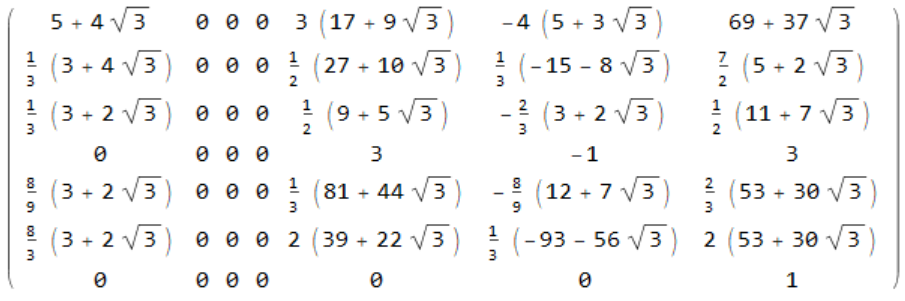 5 + 4 √3 0 0 0 3 (17 + 9 √3) -4 (5 + 3 √3) 69 + 37 √3
1/3 (3 + 4 √3) 0 0 0 1/2 (27 + 10 √3) 1/3 (-15 - 8 √3) 7/2 (5 + 2 √3)
1/3 (3 + 2 √3) 0 0 0 1/2 (9 + 5 √3) -2/3 (3 + 2 √3) 1/2 (11 + 7 √3)
0 0 0 0 3 -1 3
8/9 (3 + 2 √3) 0 0 0 1/3 (81 + 44 √3) -8/9 (12 + 7 √3) 2/3 (53 + 30 √3)
8/3 (3 + 2 √3) 0 0 0 2 (39 + 22 √3) 1/3 (-93 - 56 √3) 2 (53 + 30 √3)
0 0 0 0 0 0 1